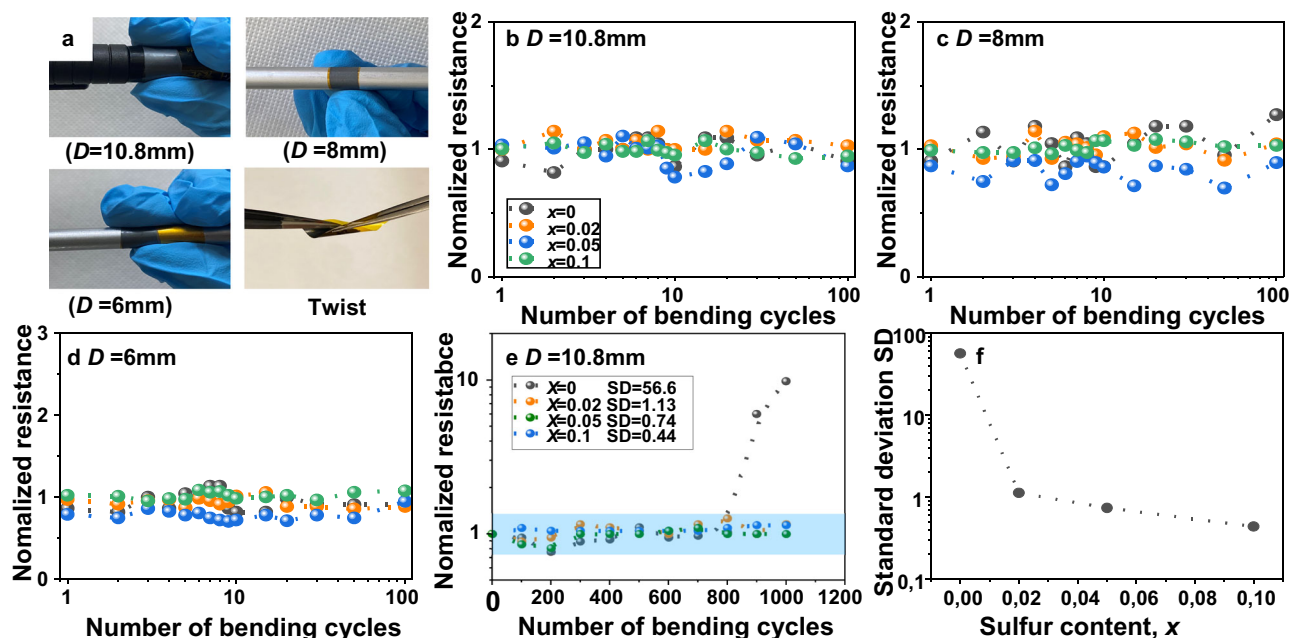 a
(D=10.8mm)
(D=8mm)
(D =6mm)
Twist
b D =10.8mm
Nomalized resistance
2
1
0
x=0
x=0.02
x=0.05
x=0.1
1
10
100
Number of bending cycles
c D =8mm
Nomalized resistance
2
1
0
1
10
100
Number of bending cycles
d D =6mm
Nomalized resistance
3
2
1
0
1
10
100
Number of bending cycles
e D =10.8mm
Nomalized resistabce
10
1
X=0 SD=56.6
X=0.02 SD=1.13
X=0.05 SD=0.74
X=0.1 SD=0.44
0
200
400
600
800
1000
1200
Number of bending cycles
f
Standard deviation SD
100
10
1
0,1
0,00
0,02
0,04
0,06
0,08
0,10
Sulfur content, x